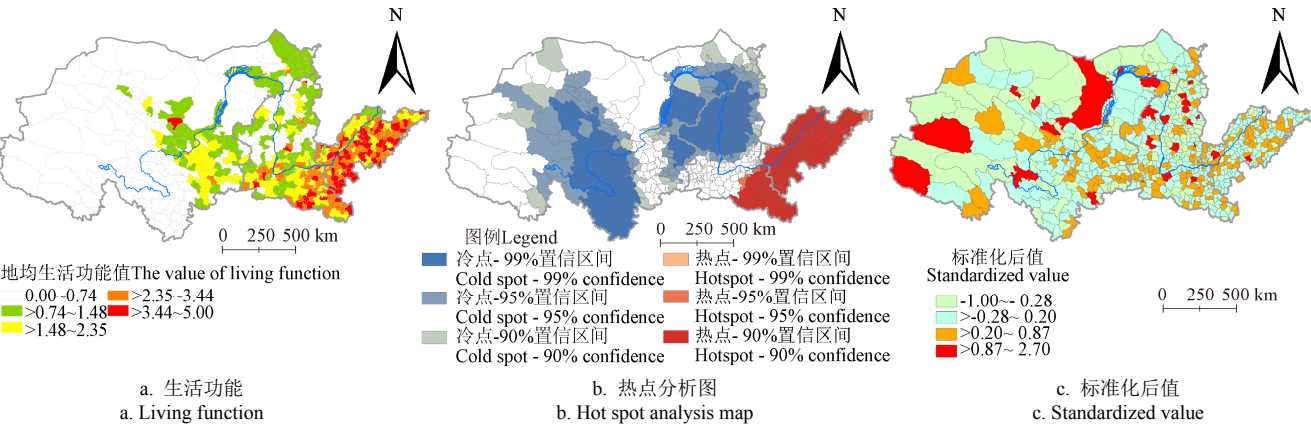 N
N
N
0 250 500 km
0 250 500 km
0 250 500 km
地均生活功能值The value of living function
0.00 -0.74
>0.74~1.48
>1.48~2.35
>2.35 -3.44
>3.44~5.00
图例Legend
冷点- 99%置信区间
Cold spot - 99% confidence
冷点-95%置信区间
Cold spot - 95% confidence
冷点-90%置信区间
Cold spot - 90% confidence
热点- 99%置信区间
Hotspot - 99% confidence
热点-95%置信区间
Hotspot - 95% confidence
热点-90%置信区间
Hotspot - 90% confidence
标准化后值
Standardized value
-1.00~- 0.28
>-0.28~ 0.20
>0.20~ 0.87
>0.87~ 2.70
a. 生活功能
a. Living function
b. 热点分析图
b. Hot spot analysis map
c. 标准化后值
c. Standardized value